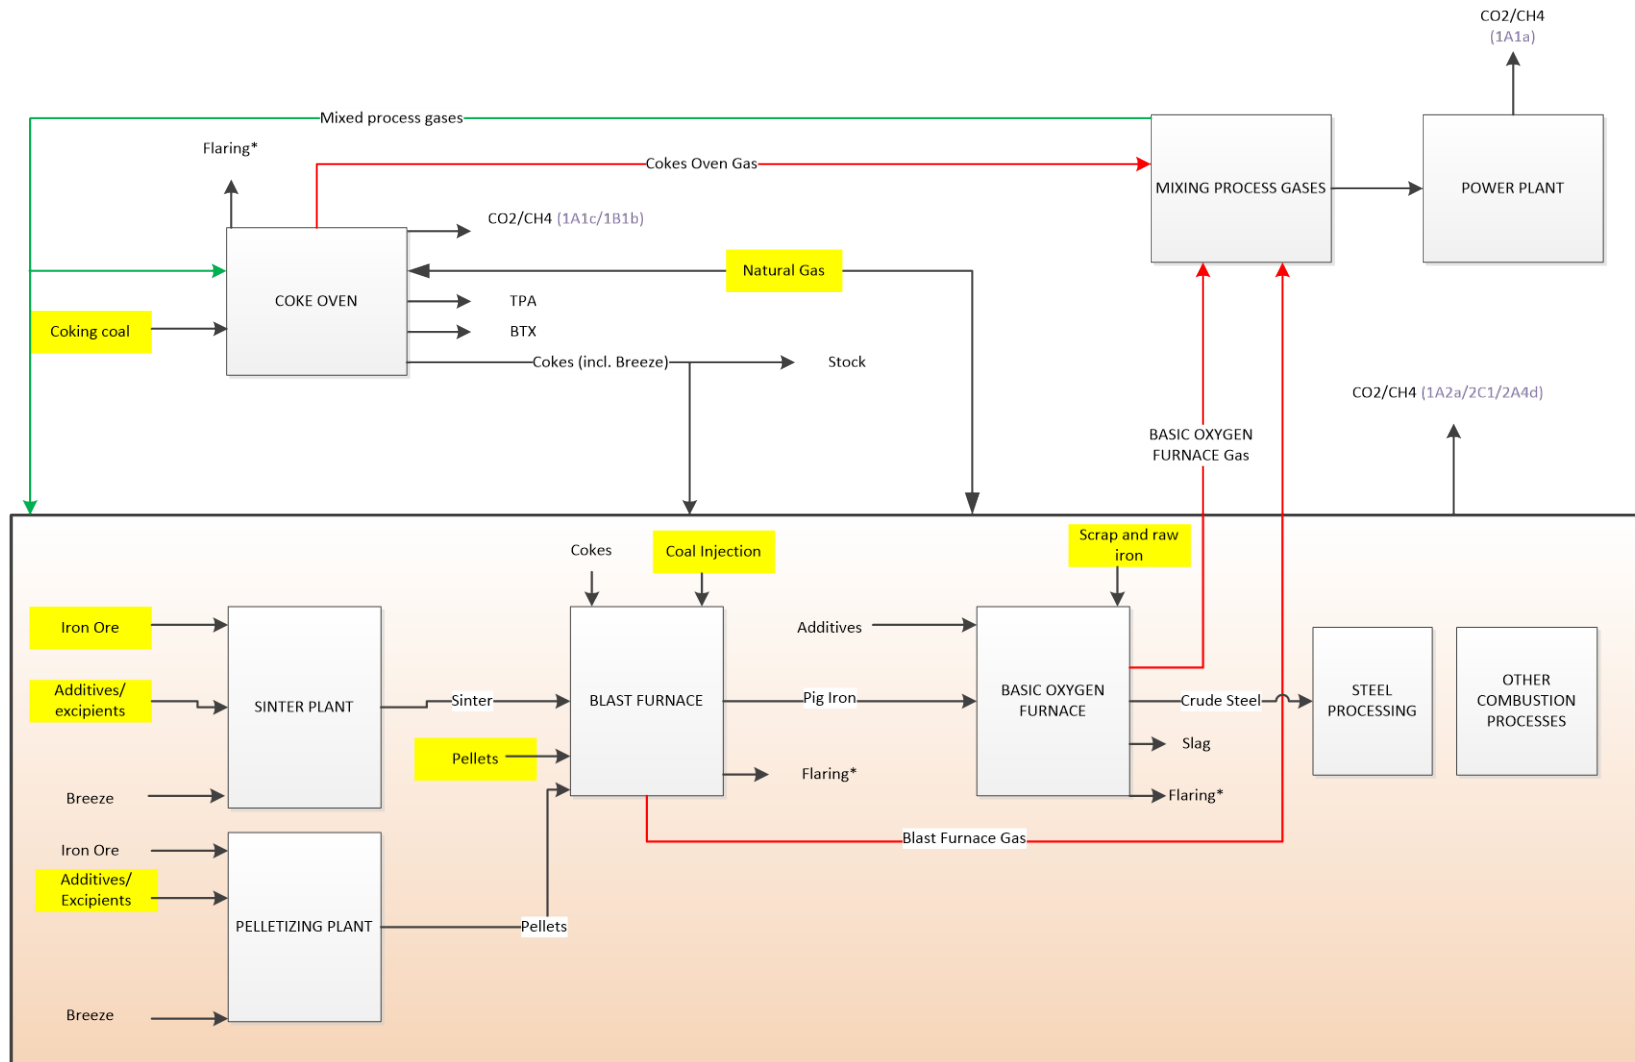 CO2/CH4
(1A1a)
Mixed process gases
Flaring*
Cokes Oven Gas
MIXING PROCESS GASES
POWER PLANT
CO2/CH4 (1A1c/1B1b)
Natural Gas
COKE OVEN
TPA
Coking coal
BTX
Cokes (incl. Breeze)
Stock
CO2/CH4 (1A2a/2C1/2A4d)
BASIC OXYGEN
FURNACE Gas
Cokes
Coal Injection
Scrap and raw
iron
Iron Ore
Additives
Additives/
excipients
SINTER PLANT
Sinter
BLAST FURNACE
Pig Iron
BASIC OXYGEN
FURNACE
Crude Steel
STEEL
PROCESSING
OTHER
COMBUSTION
PROCESSES
Slag
Pellets
Flaring*
Flaring*
Breeze
Blast Furnace Gas
Iron Ore
Additives/
Excipients
PELLETIZING PLANT
Pellets
Breeze